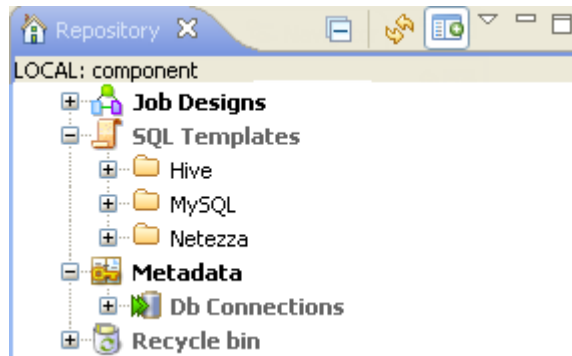 Repository
LOCAL: component
Job Designs
SQL Templates
Hive
MySQL
Netezza
Metadata
Db Connections
Recycle bin